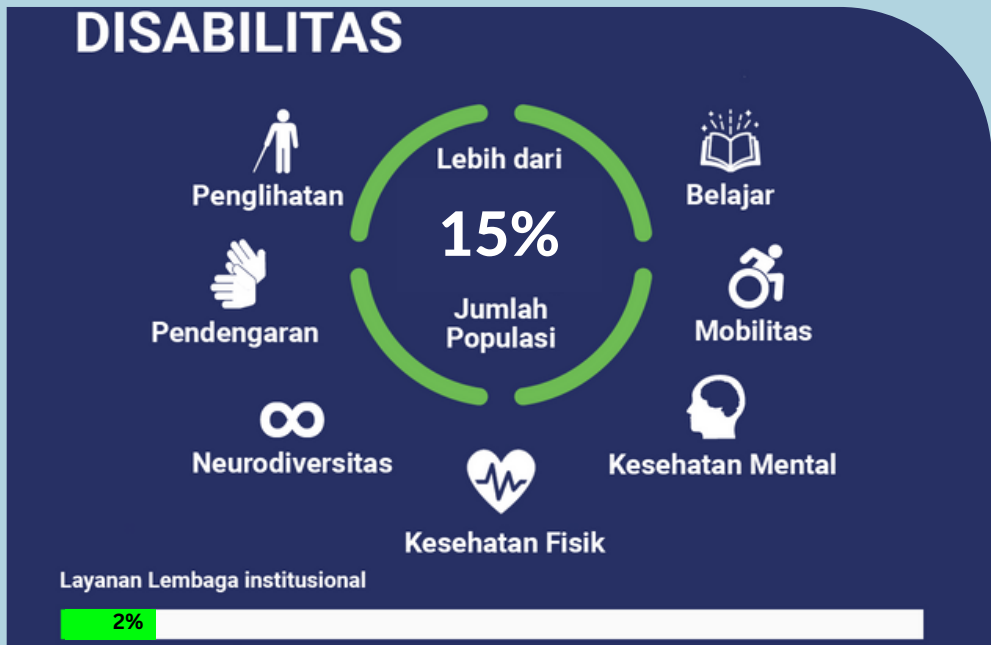 DISABILITAS
Penglihatan
Lebih dari
15%
Jumlah
Populasi
Belajar
Pendengaran
Mobilitas
Neurodiversitas
Kesehatan Mental
Kesehatan Fisik
Layanan Lembaga institusional
2%